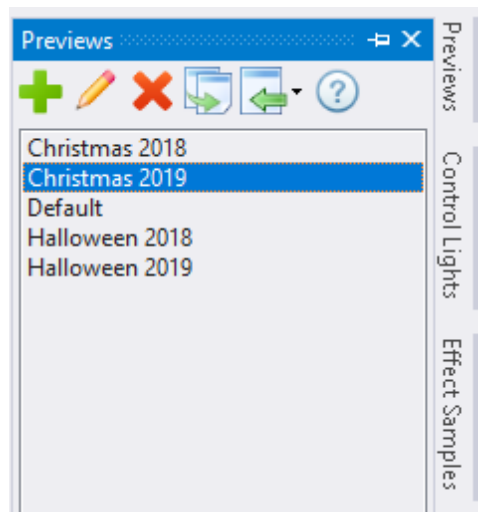 Previews
?
Christmas 2018
Christmas 2019
Default
Halloween 2018
Halloween 2019
Previews
Control Lights
Effect Samples